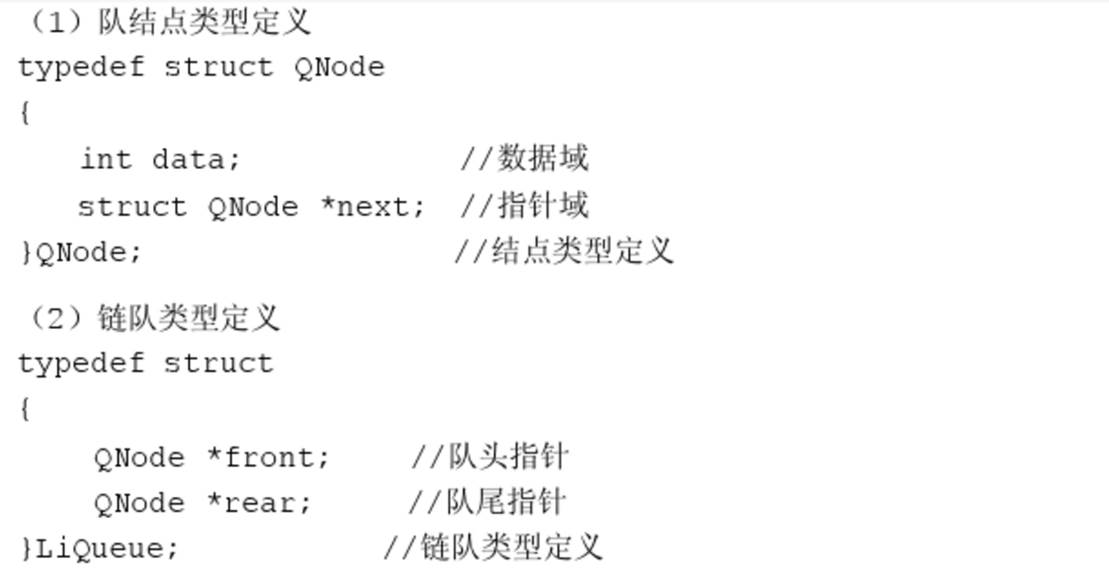 （1）队结点类型定义
typedef struct QNode
{
int data; //数据域
struct QNode *next; //指针域
}QNode; //结点类型定义
（2）链队类型定义
typedef struct
{
QNode *front; //队头指针
QNode *rear; //队尾指针
}LiQueue; //链队类型定义